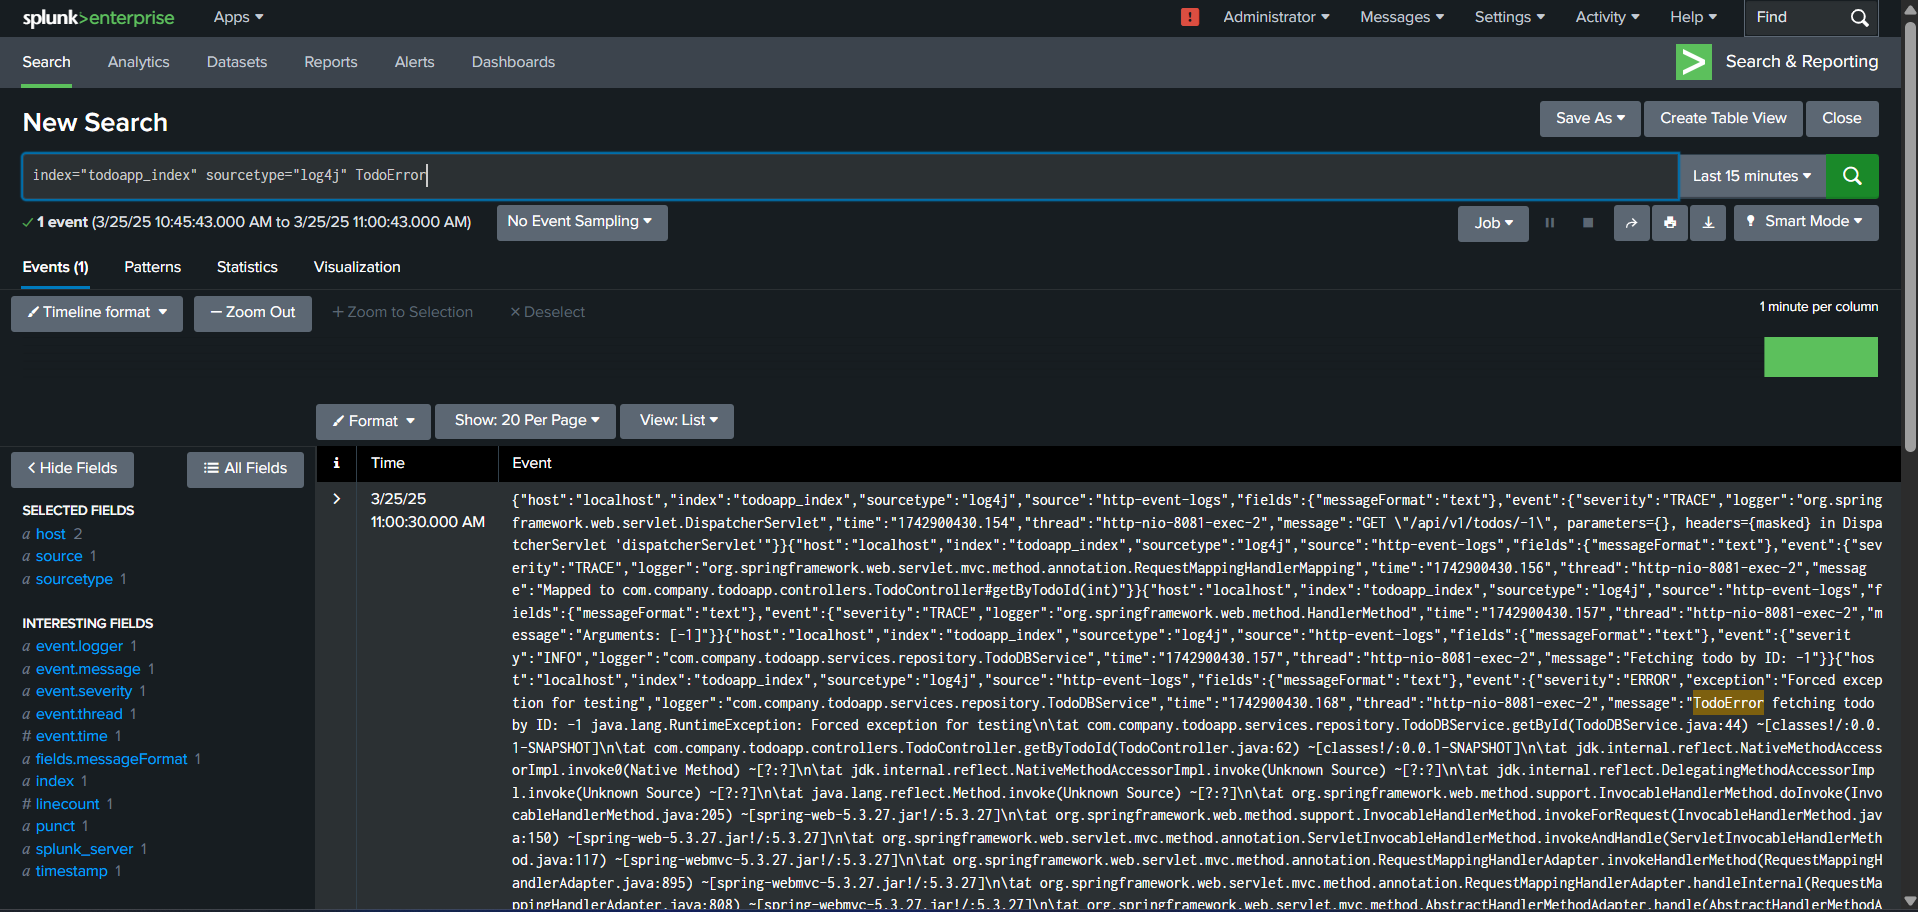 splunk>enterprise Apps Administrator Messages Settings Activity Help Find
Search Analytics Datasets Reports Alerts Dashboards Search & Reporting
New Search
Save As Create Table View Close
index="todoapp_index" sourcetype="log4j" TodoError
Last 15 minutes
1 event (3/25/25 10:45:43.000 AM to 3/25/25 11:00:43.000 AM) No Event Sampling Job Smart Mode
Events (1) Patterns Statistics Visualization
Timeline format — Zoom Out + Zoom to Selection × Deselect
1 minute per column
Format Show: 20 Per Page View: List
< Hide Fields All Fields
i Time Event
SELECTED FIELDS
a host 2
a source 1
a sourcetype 1
INTERESTING FIELDS
a event.logger 1
a event.message 1
a event.severity 1
a event.thread 1
# event.time 1
a fields.messageFormat 1
a index 1
# linecount 1
a punct 1
a splunk_server 1
a timestamp 1
> 3/25/25
11:00:30.000 AM
{"host":"localhost","index":"todoapp_index","sourcetype":"log4j","source":"http-event-logs","fields":{"messageFormat":"text"},"event":{"severity":"TRACE","logger":"org.spring
framework.web.servlet.DispatcherServlet","time":"1742900430.154","thread":"http-nio-8081-exec-2","message":"GET \"/api/v1/todos/-1\", parameters={}, headers={masked} in Dispa
tcherServlet 'dispatcherServlet'"}}{"host":"localhost","index":"todoapp_index","sourcetype":"log4j","source":"http-event-logs","fields":{"messageFormat":"text"},"event":{"sev
erity":"TRACE","logger":"org.springframework.web.servlet.mvc.method.annotation.RequestMappingHandlerMapping","time":"1742900430.156","thread":"http-nio-8081-exec-2","messag
e":"Mapped to com.company.todoapp.controllers.TodoController#getByTodoId(int)"}}{"host":"localhost","index":"todoapp_index","sourcetype":"log4j","source":"http-event-logs","f
ields":{"messageFormat":"text"},"event":{"severity":"TRACE","logger":"org.springframework.web.method.HandlerMethod","time":"1742900430.157","thread":"http-nio-8081-exec-2","m
essage":"Arguments: [-1]"}}{"host":"localhost","index":"todoapp_index","sourcetype":"log4j","source":"http-event-logs","fields":{"messageFormat":"text"},"event":{"severit
y":"INFO","logger":"com.company.todoapp.services.repository.TodoDBService","time":"1742900430.157","thread":"http-nio-8081-exec-2","message":"Fetching todo by ID: -1"}}{"hos
t":"localhost","index":"todoapp_index","sourcetype":"log4j","source":"http-event-logs","fields":{"messageFormat":"text"},"event":{"severity":"ERROR","exception":"Forced excep
tion for testing","logger":"com.company.todoapp.services.repository.TodoDBService","time":"1742900430.168","thread":"http-nio-8081-exec-2","message":"TodoError fetching todo
by ID: -1 java.lang.RuntimeException: Forced exception for testing\n\tat com.company.todoapp.services.repository.TodoDBService.getById(TodoDBService.java:44) ~[classes!/:0.0.
1-SNAPSHOT]\n\tat com.company.todoapp.controllers.TodoController.getByTodoId(TodoController.java:62) ~[classes!/:0.0.1-SNAPSHOT]\n\tat jdk.internal.reflect.NativeMethodAccess
orImpl.invoke0(Native Method) ~[?:?]\n\tat jdk.internal.reflect.NativeMethodAccessorImpl.invoke(Unknown Source) ~[?:?]\n\tat jdk.internal.reflect.DelegatingMethodAccessorImp
l.invoke(Unknown Source) ~[?:?]\n\tat java.lang.reflect.Method.invoke(Unknown Source) ~[?:?]\n\tat org.springframework.web.method.support.InvocableHandlerMethod.doInvoke(Invo
cableHandlerMethod.java:205) ~[spring-web-5.3.27.jar!/:5.3.27]\n\tat org.springframework.web.method.support.InvocableHandlerMethod.invokeForRequest(InvocableHandlerMethod.jav
a:150) ~[spring-web-5.3.27.jar!/:5.3.27]\n\tat org.springframework.web.servlet.mvc.method.annotation.ServletInvocableHandlerMethod.invokeAndHandle(ServletInvocableHandlerMeth
od.java:117) ~[spring-webmvc-5.3.27.jar!/:5.3.27]\n\tat org.springframework.web.servlet.mvc.method.annotation.RequestMappingHandlerAdapter.invokeHandlerMethod(RequestMappingH
andlerAdapter.java:895) ~[spring-webmvc-5.3.27.jar!/:5.3.27]\n\tat org.springframework.web.servlet.mvc.method.annotation.RequestMappingHandlerAdapter.handleInternal(RequestMa
ppingHandlerAdapter.java:808) ~[spring-webmvc-5.3.27.jar!/:5.3.27]\n\tat org.springframework.web.servlet.mvc.method.AbstractHandlerMethodAdapter.handle(AbstractHandlerMethodA